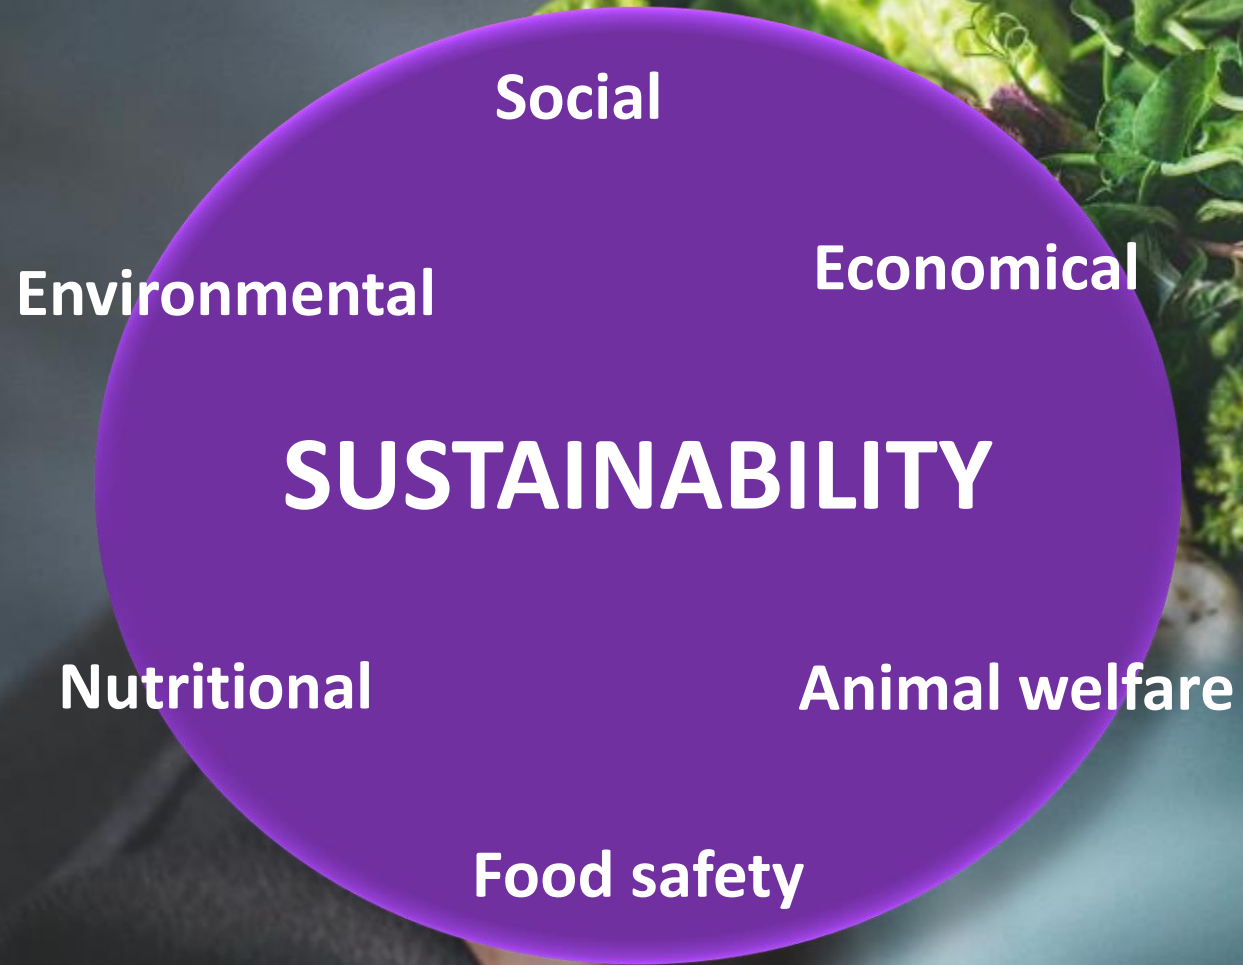 Social
Economical
Environmental
SUSTAINABILITY
Nutritional
Animal welfare
Food safety